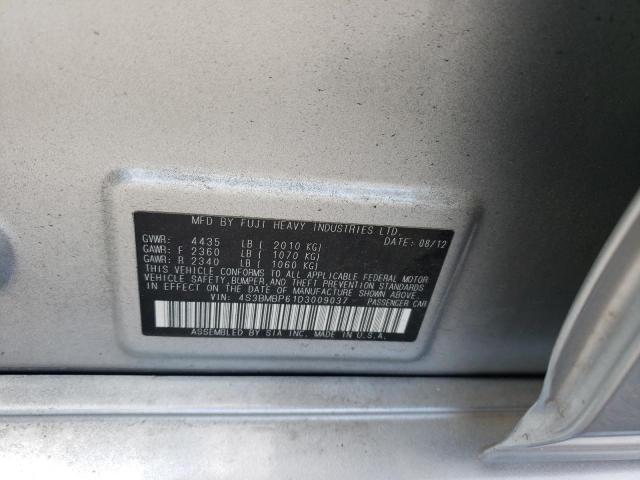 MFD BY FUJI HEAVY INDUSTRIES LTD.
GVWR: 4435 LB ( 2010 KG) DATE: 08/12
GAWR: F 2360 LB ( 1070 KG)
GAWR: R 2340 LB ( 1060 KG)
THIS VEHICLE CONFORMS TO ALL APPLICABLE FEDERAL MOTOR
VEHICLE SAFETY, BUMPER, AND THEFT PREVENTION STANDARDS
IN EFFECT ON THE DATE OF MANUFACTURE SHOWN ABOVE.
VIN: 4S3BMBP61D3009037 PASSENGER CAR
ASSEMBLED BY SIA INC. MADE IN U.S.A.